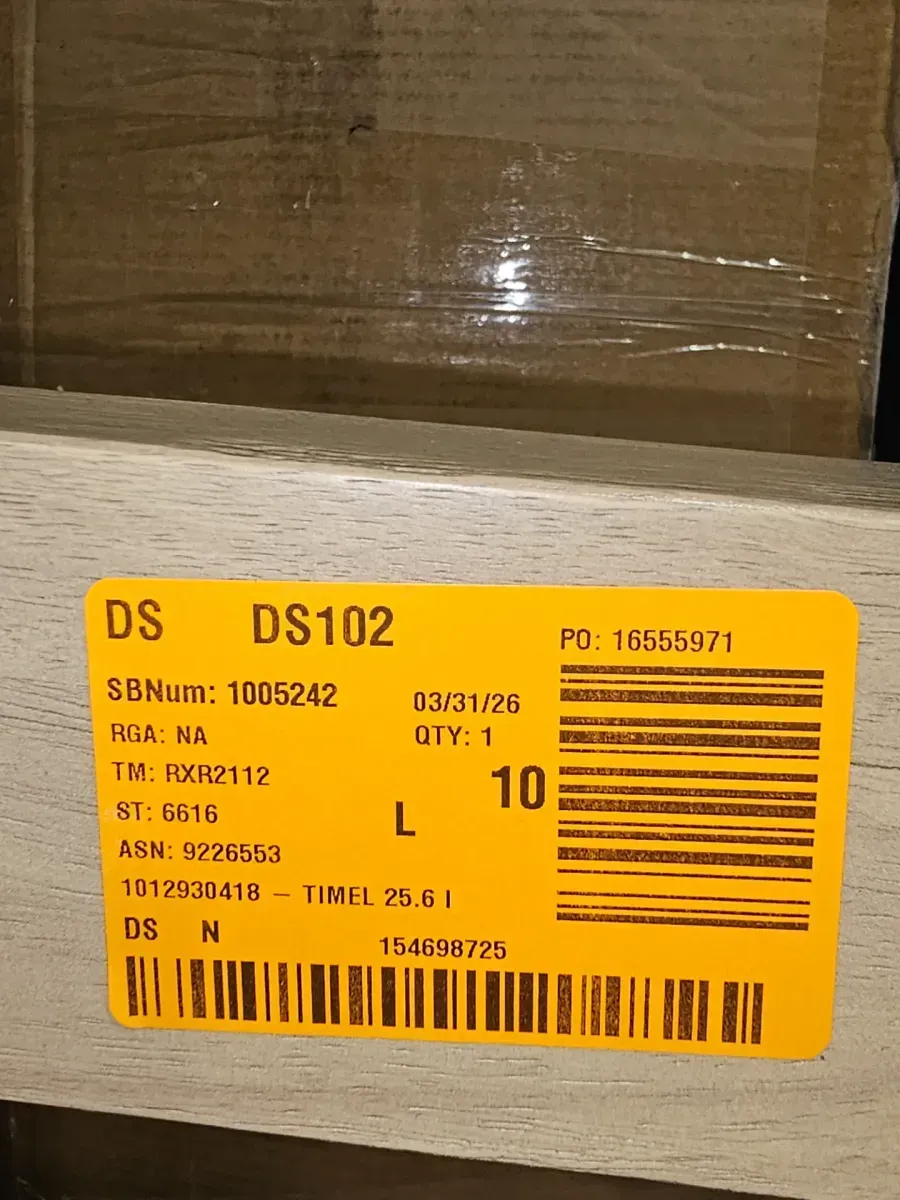 DS DS102
PO: 16555971
SBNum: 1005242 03/31/26
RGA: NA QTY: 1
TM: RXR2112 10
ST: 6616 L
ASN: 9226553
1012930418 – TIMEL 25.6 I
DS N 154698725